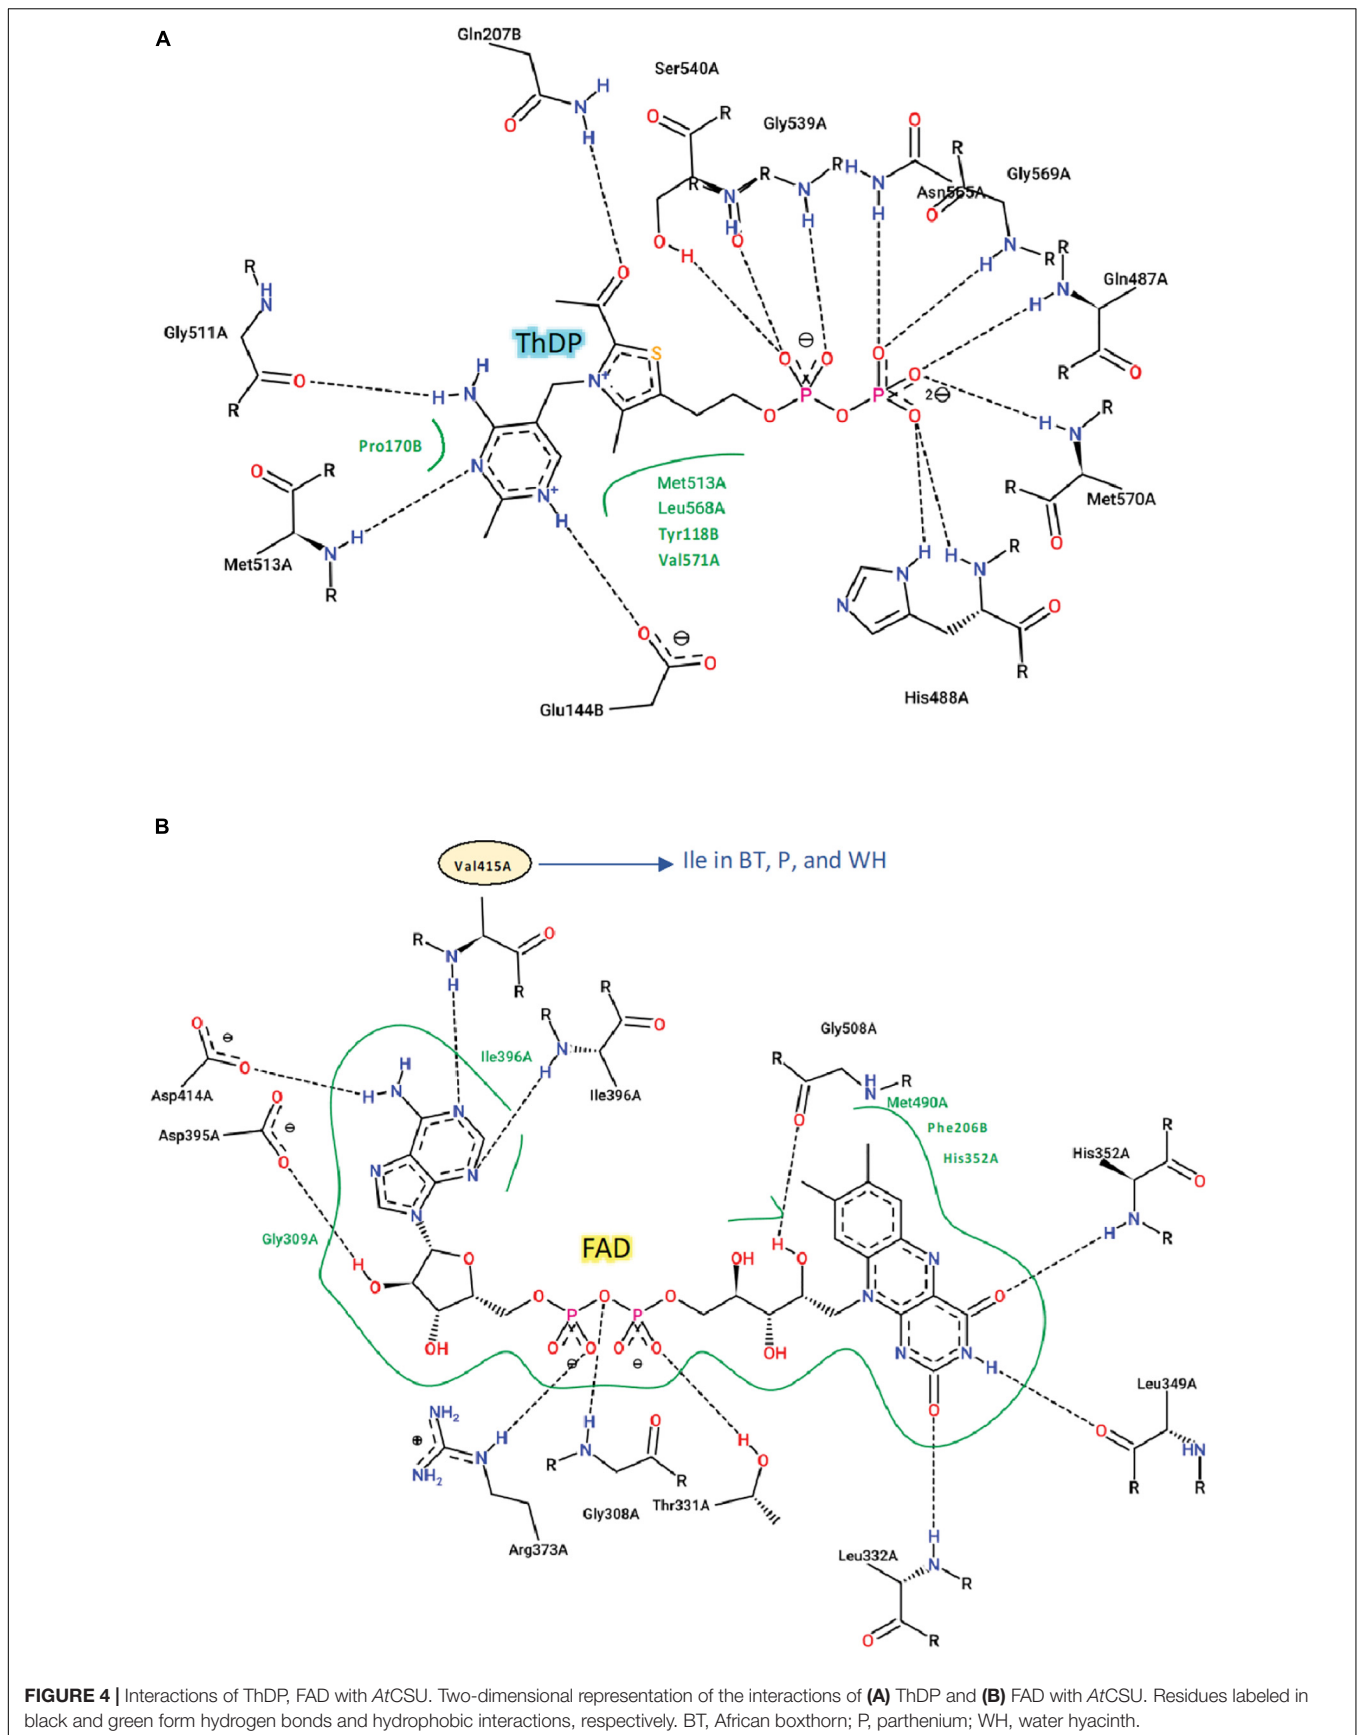 A
Gln207B
Ser540A
Gly539A
Asn565A
Gly569A
Gln487A
Gly511A
ThDP
Pro170B
Met513A
Leu568A
Tyr118B
Val571A
Met513A
Met570A
Glu144B
His488A
B
Val415A
Ile in BT, P, and WH
Ile396A
Ile396A
Asp414A
Asp395A
Gly309A
Gly508A
Met490A
Phe206B
His352A
His352A
FAD
Leu349A
Arg373A
Gly308A
Thr331A
Leu332A
FIGURE 4 | Interactions of ThDP, FAD with AtCSU. Two-dimensional representation of the interactions of (A) ThDP and (B) FAD with AtCSU. Residues labeled in
black and green form hydrogen bonds and hydrophobic interactions, respectively. BT, African boxthorn; P, parthenium; WH, water hyacinth.